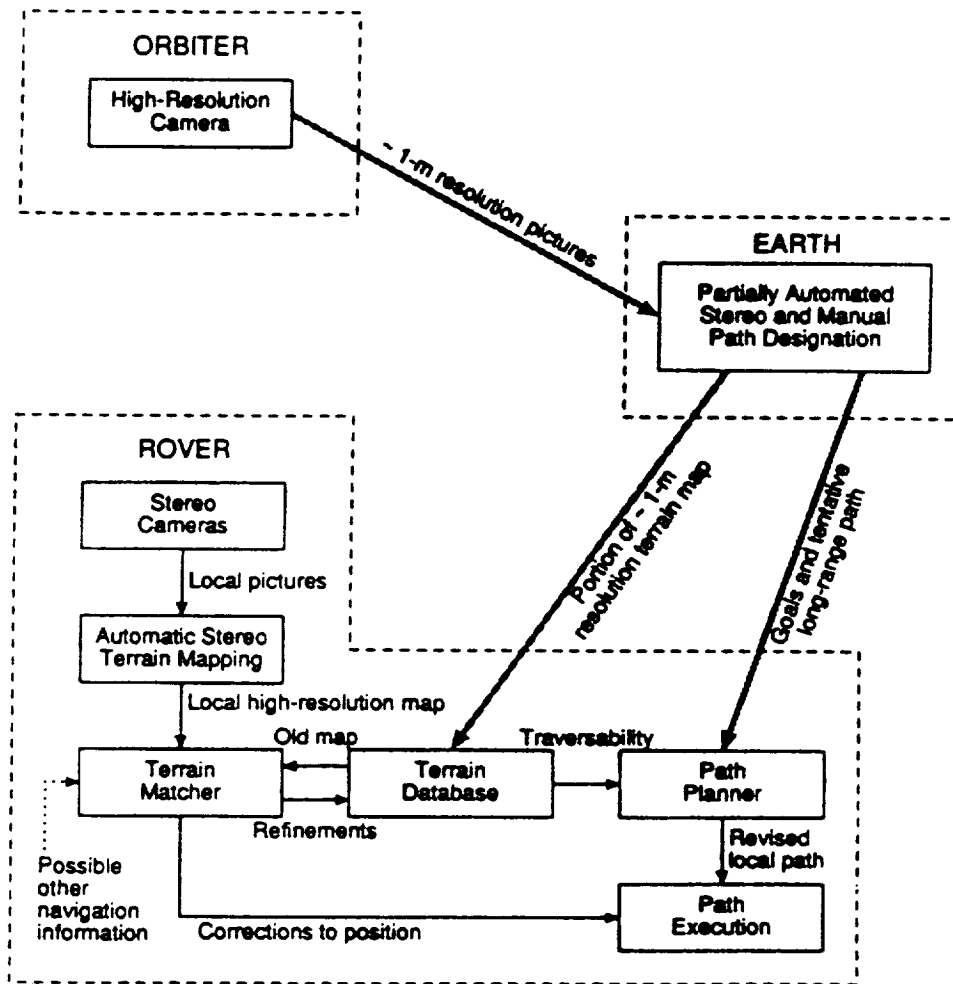 ORBITER
High-Resolution
Camera
~ 1-m resolution pictures
EARTH
Partially Automated
Stereo and Manual
Path Designation
Portion of ~ 1-m
resolution terrain map
Goals and tentative
long-range path
ROVER
Stereo
Cameras
Local pictures
Automatic Stereo
Terrain Mapping
Local high-resolution map
Old map
Traversability
Terrain
Matcher
Terrain
Database
Path
Planner
Refinements
Revised
local path
Possible
other
navigation
information
Corrections to position
Path
Execution